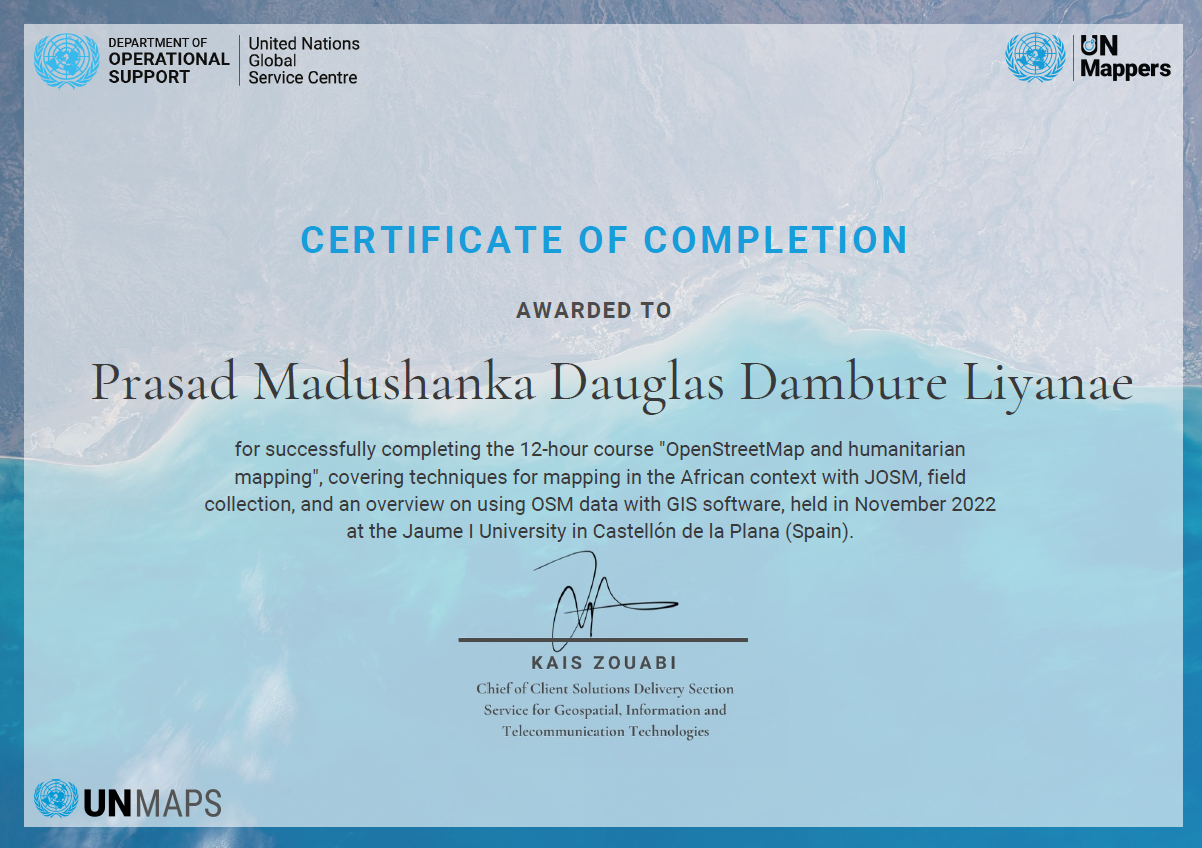 DEPARTMENT OF
OPERATIONAL
SUPPORT
United Nations
Global
Service Centre
UN
Mappers
CERTIFICATE OF COMPLETION
AWARDED TO
Prasad Madushanka Dauglas Dambure Liyanae
for successfully completing the 12-hour course "OpenStreetMap and humanitarian
mapping", covering techniques for mapping in the African context with JOSM, field
collection, and an overview on using OSM data with GIS software, held in November 2022
at the Jaume I University in Castellón de la Plana (Spain).
KAIS ZOUABI
Chief of Client Solutions Delivery Section
Service for Geospatial, Information and
Telecommunication Technologies
UNMAPS